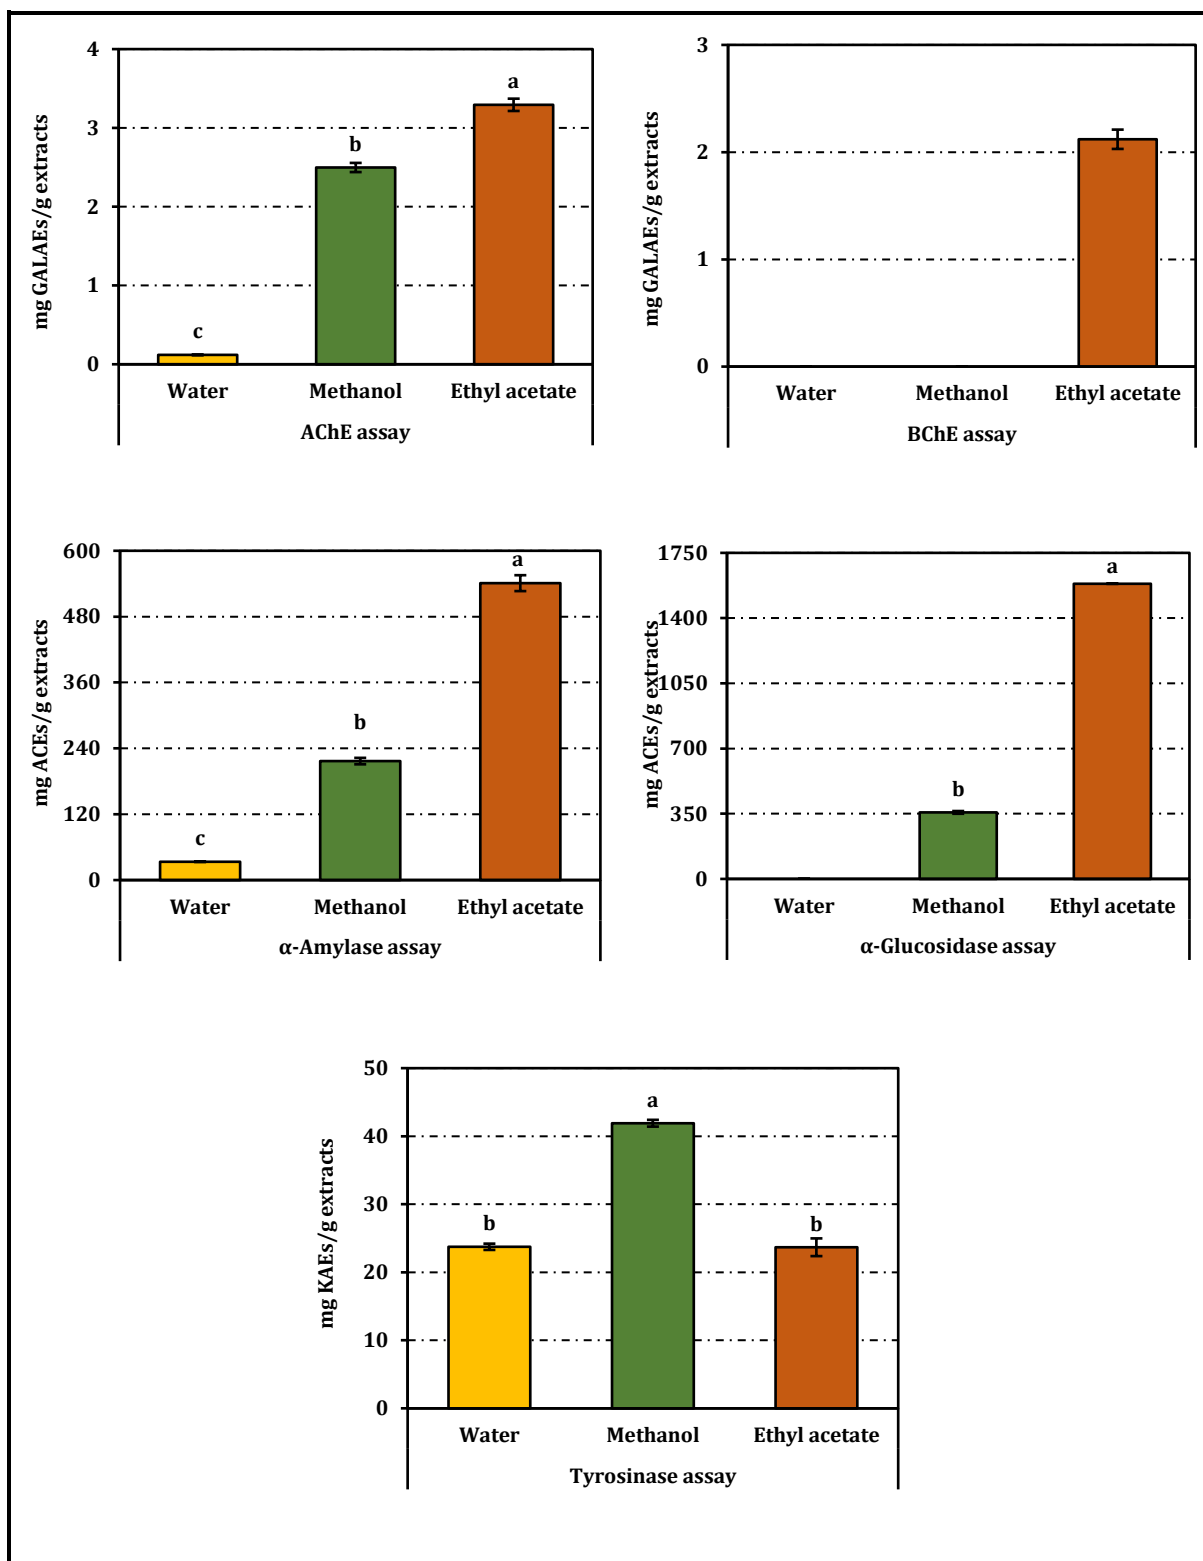 mg GALAEs/g extracts
4
3
2
1
0
c
b
a
Water Methanol Ethyl acetate
AChE assay
mg GALAEs/g extracts
3
2
1
0
Water Methanol Ethyl acetate
BChE assay
mg ACEs/g extracts
600
480
360
240
120
0
c
b
a
Water Methanol Ethyl acetate
α-Amylase assay
mg ACEs/g extracts
1750
1400
1050
700
350
0
b
a
Water Methanol Ethyl acetate
α-Glucosidase assay
mg KAEs/g extracts
50
40
30
20
10
0
b
a
b
Water Methanol Ethyl acetate
Tyrosinase assay